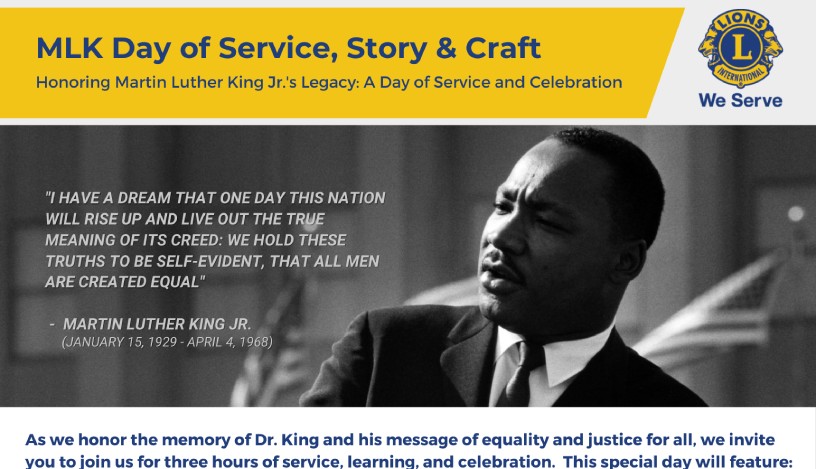 MLK Day of Service, Story & Craft
Honoring Martin Luther King Jr.'s Legacy: A Day of Service and Celebration
LIONS
L
INTERNATIONAL
We Serve
"I HAVE A DREAM THAT ONE DAY THIS NATION
WILL RISE UP AND LIVE OUT THE TRUE
MEANING OF ITS CREED: WE HOLD THESE
TRUTHS TO BE SELF-EVIDENT, THAT ALL MEN
ARE CREATED EQUAL"
- MARTIN LUTHER KING JR.
(JANUARY 15, 1929 - APRIL 4, 1968)
As we honor the memory of Dr. King and his message of equality and justice for all, we invite
you to join us for three hours of service, learning, and celebration. This special day will feature: